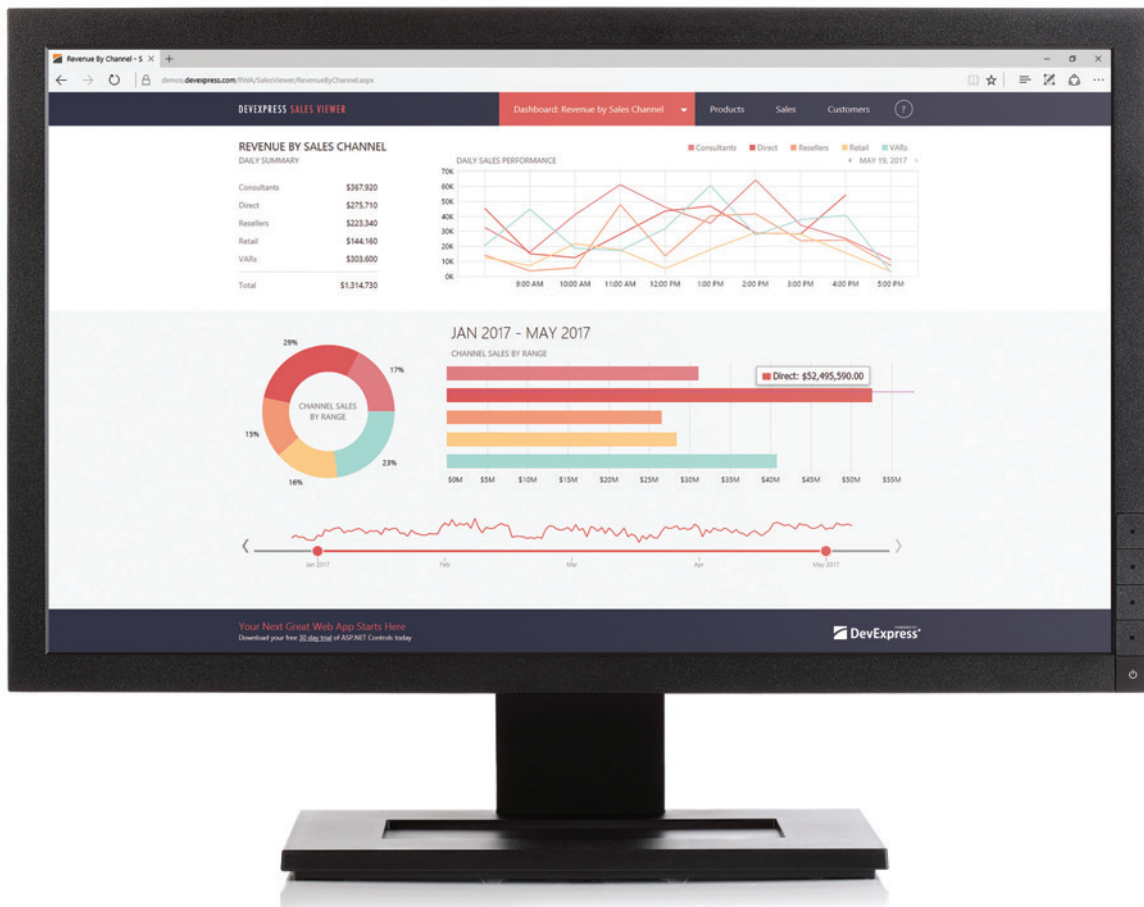 Revenue By Channel - S
demos.devexpress.com/RWA/SalesViewer/RevenueByChannel.aspx
DEVEXPRESS SALES VIEWER
Dashboard: Revenue by Sales Channel
Products
Sales
Customers
?
REVENUE BY SALES CHANNEL
DAILY SUMMARY
Consultants $367,920
Direct $275,710
Resellers $223,340
Retail $144,160
VARs $303,600
Total $1,314,730
Consultants Direct Resellers Retail VARs
DAILY SALES PERFORMANCE
MAY 19, 2017
70K
60K
50K
40K
30K
20K
10K
0K
9:00 AM 10:00 AM 11:00 AM 12:00 PM 1:00 PM 2:00 PM 3:00 PM 4:00 PM 5:00 PM
29%
17%
CHANNEL SALES
BY RANGE
15%
23%
16%
JAN 2017 - MAY 2017
CHANNEL SALES BY RANGE
Direct: $52,495,590.00
$0M $5M $10M $15M $20M $25M $30M $35M $40M $45M $50M $55M
Jan 2017 Feb Mar Apr May 2017
Your Next Great Web App Starts Here
Download your free 30 day trial of ASP.NET Controls today
POWERED BY
DevExpress